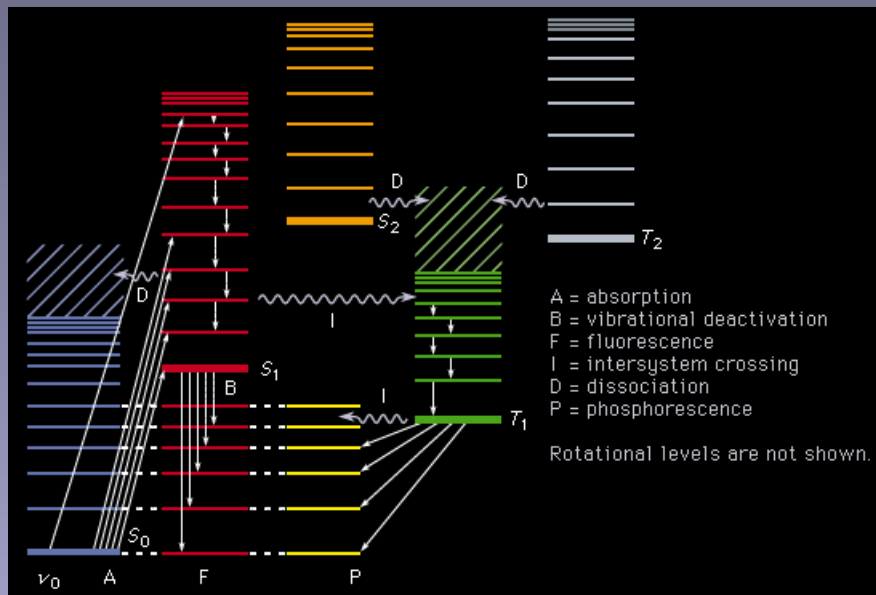 D
D
S₂
T₂
D
I
A = absorption
B = vibrational deactivation
F = fluorescence
I = intersystem crossing
D = dissociation
P = phosphorescence
S₁
B
I
T₁
Rotational levels are not shown.
S₀
ν₀ A F P